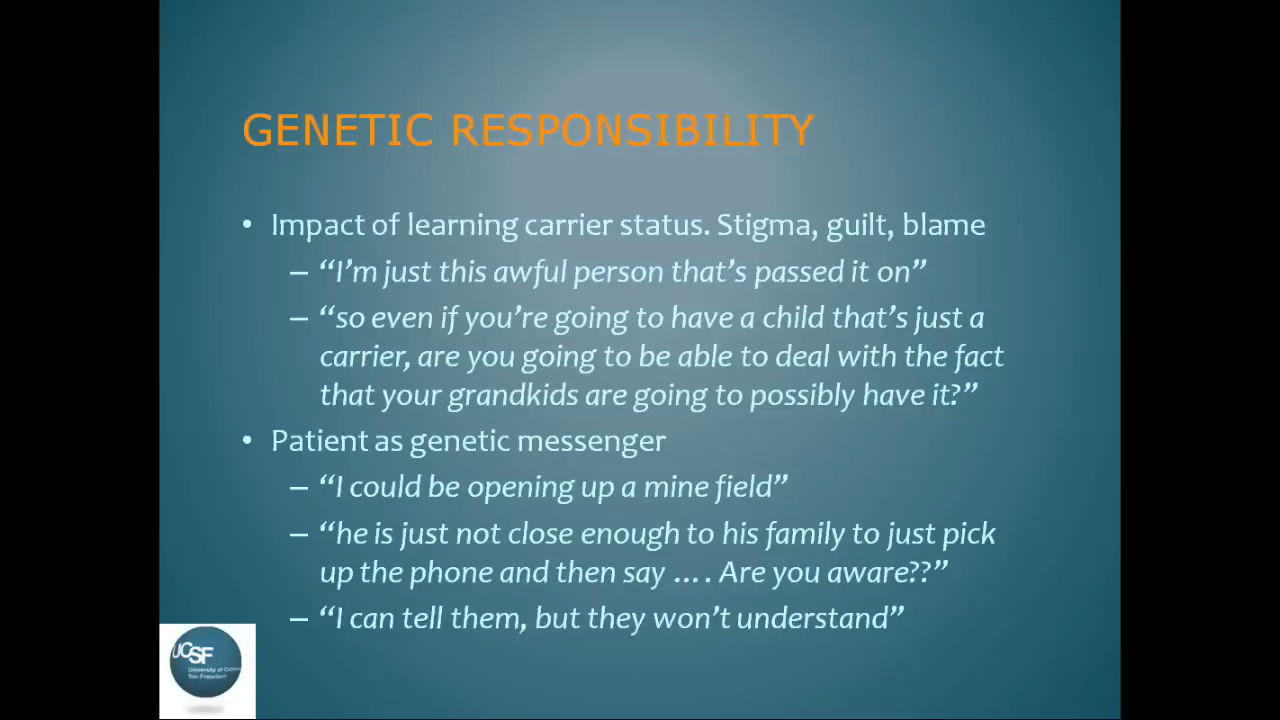 GENETIC RESPONSIBILITY
• Impact of learning carrier status. Stigma, guilt, blame
– “I’m just this awful person that’s passed it on”
– “so even if you’re going to have a child that’s just a
carrier, are you going to be able to deal with the fact
that your grandkids are going to possibly have it?”
• Patient as genetic messenger
– “I could be opening up a mine field”
– “he is just not close enough to his family to just pick
up the phone and then say …. Are you aware??”
– “I can tell them, but they won’t understand”
UCSF
University of
San Francisco